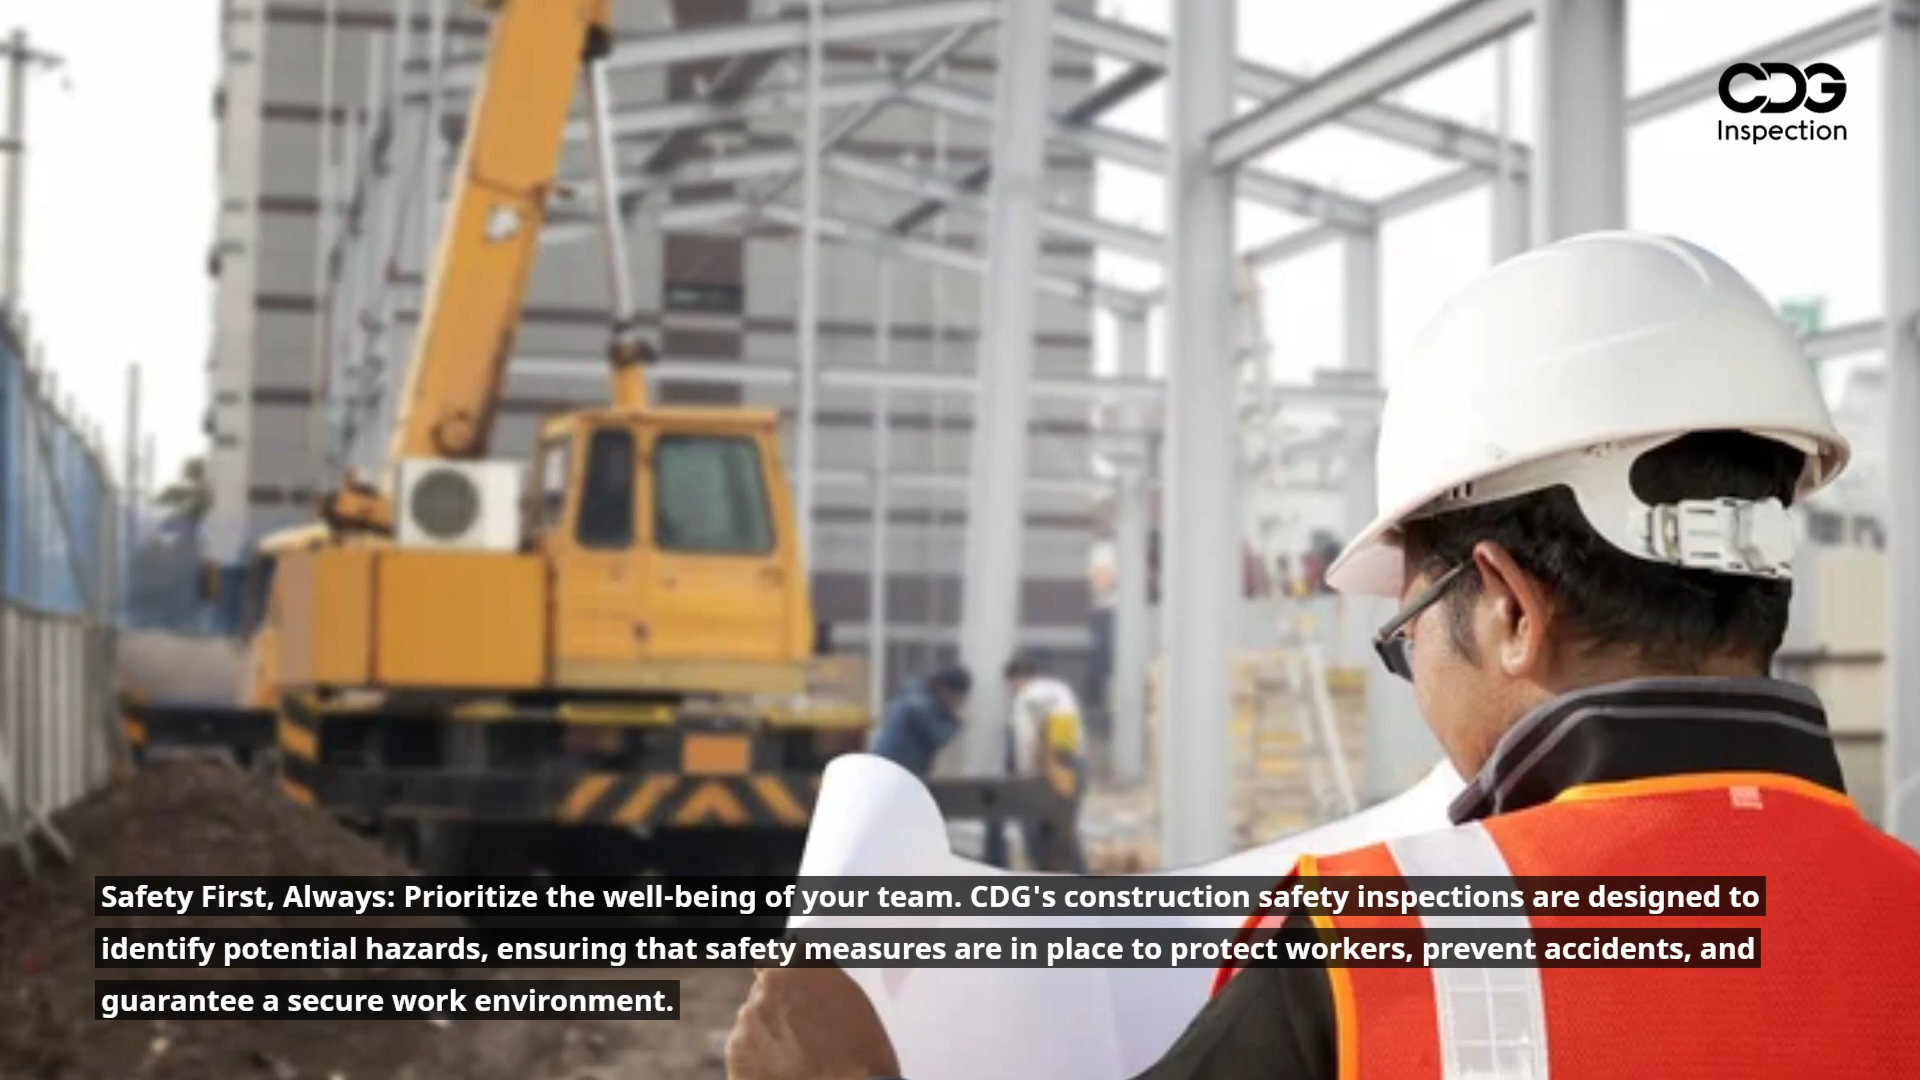 CDG
Inspection
Safety First, Always: Prioritize the well-being of your team. CDG's construction safety inspections are designed to
identify potential hazards, ensuring that safety measures are in place to protect workers, prevent accidents, and
guarantee a secure work environment.